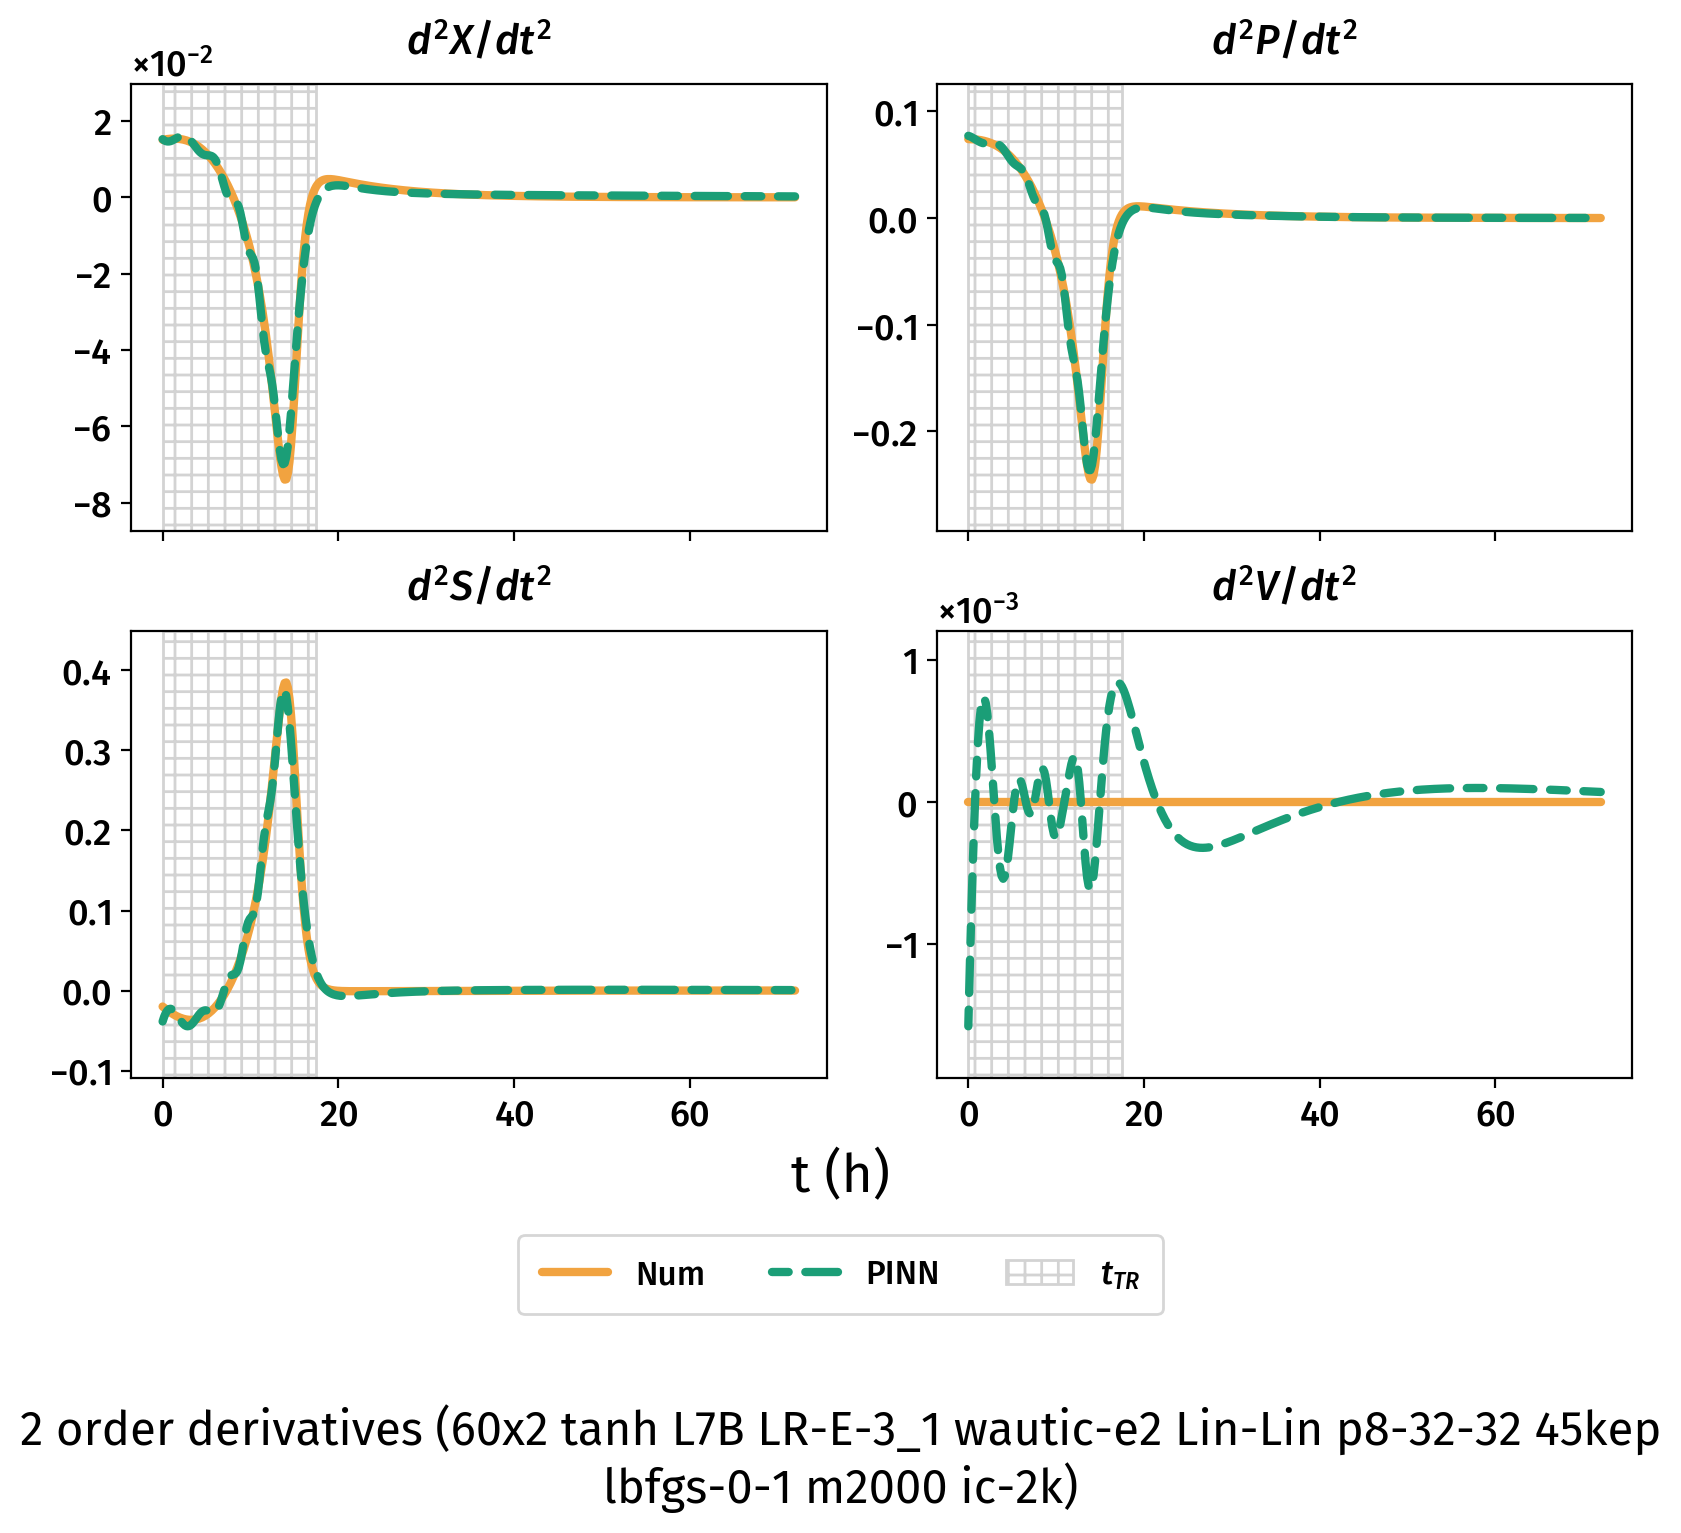 d²X/dt²
×10⁻²
2
0
−2
−4
−6
−8
d²P/dt²
0.1
0.0
−0.1
−0.2
d²S/dt²
0.4
0.3
0.2
0.1
0.0
−0.1
0 20 40 60
d²V/dt²
×10⁻³
1
0
−1
0 20 40 60
t (h)
Num PINN t_TR
2 order derivatives (60x2 tanh L7B LR-E-3_1 wautic-e2 Lin-Lin p8-32-32 45kep
lbfgs-0-1 m2000 ic-2k)